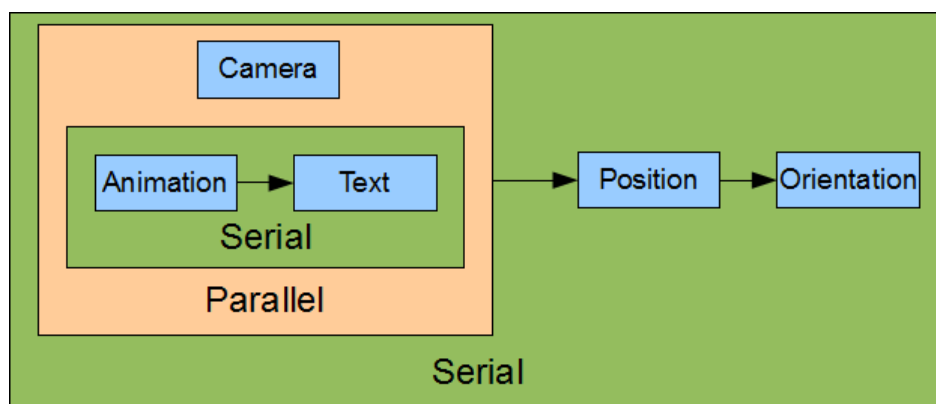 Camera
Animation
Text
Serial
Parallel
Position
Orientation
Serial